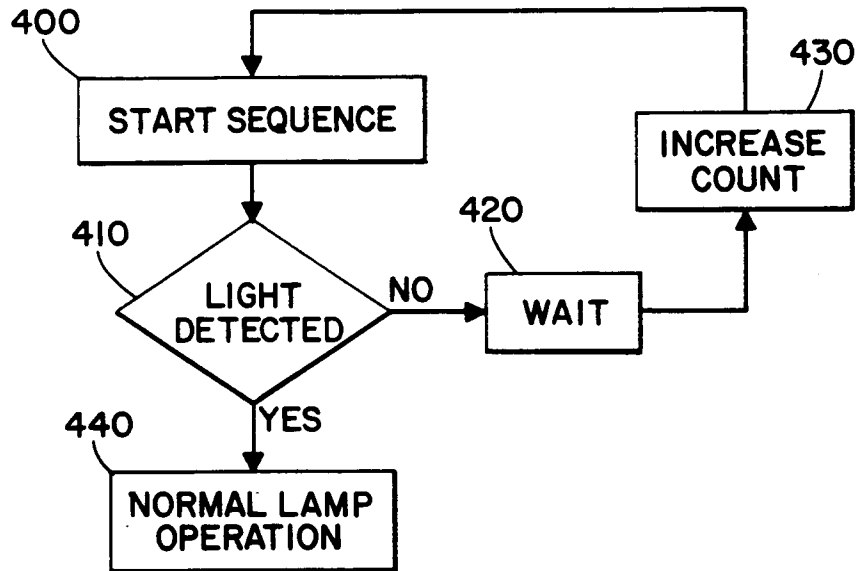 400
START SEQUENCE
430
INCREASE
COUNT
410
LIGHT
DETECTED
NO
420
WAIT
YES
440
NORMAL LAMP
OPERATION